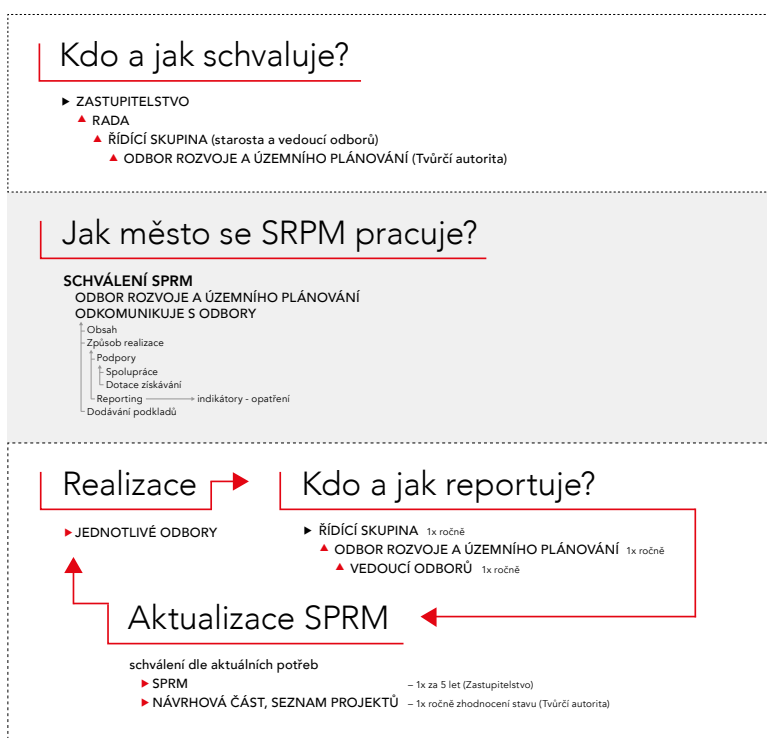 Kdo a jak schvaluje?
ZASTUPITELSTVO
RADA
ŘÍDÍCÍ SKUPINA (starosta a vedoucí odborů)
ODBOR ROZVOJE A ÚZEMNÍHO PLÁNOVÁNÍ (Tvůrčí autorita)
Jak město se SRPM pracuje?
SCHVÁLENÍ SPRM
ODBOR ROZVOJE A ÚZEMNÍHO PLÁNOVÁNÍ
ODKOMUNIKUJE S ODBORY
Obsah
Způsob realizace
Podpory
Spolupráce
Dotace získávání
Reporting indikátory - opatření
Dodávání podkladů
Realizace
JEDNOTLIVÉ ODBORY
Kdo a jak reportuje?
ŘÍDÍCÍ SKUPINA 1x ročně
ODBOR ROZVOJE A ÚZEMNÍHO PLÁNOVÁNÍ 1x ročně
VEDOUCÍ ODBORŮ 1x ročně
Aktualizace SPRM
schválení dle aktuálních potřeb
SPRM – 1x za 5 let (Zastupitelstvo)
NÁVRHOVÁ ČÁST, SEZNAM PROJEKTŮ – 1x ročně zhodnocení stavu (Tvůrčí autorita)